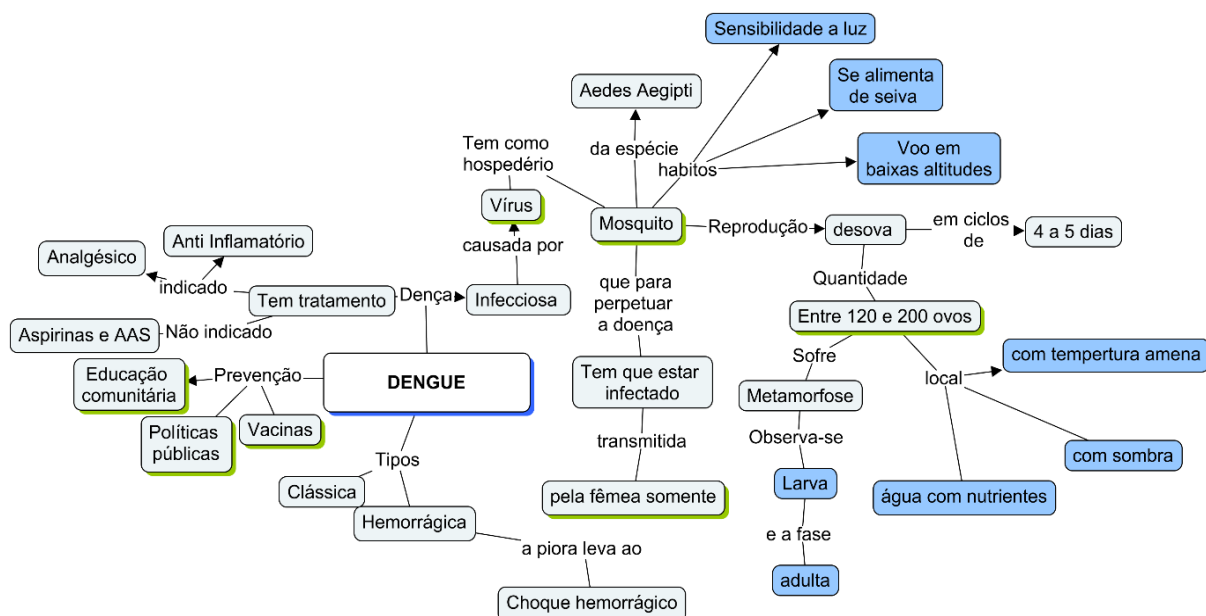 Sensibilidade a luz
Se alimenta
de seiva
Aedes Aegipti
da espécie
habitos
Voo em
baixas altitudes
Tem como
hospedério
Vírus
Mosquito
Reprodução
desova
em ciclos
de
4 a 5 dias
Anti Inflamatório
Analgésico
indicado
causada por
Tem tratamento
Dença
Infecciosa
que para
perpetuar
a doença
Quantidade
Entre 120 e 200 ovos
Aspirinas e AAS
Não indicado
Sofre
local
com tempertura amena
Educação
comunitária
Prevenção
DENGUE
Tem que estar
infectado
Metamorfose
Políticas
públicas
Vacinas
transmitida
Observa-se
com sombra
Tipos
Clássica
Hemorrágica
pela fêmea somente
Larva
água com nutrientes
e a fase
a piora leva ao
adulta
Choque hemorrágico